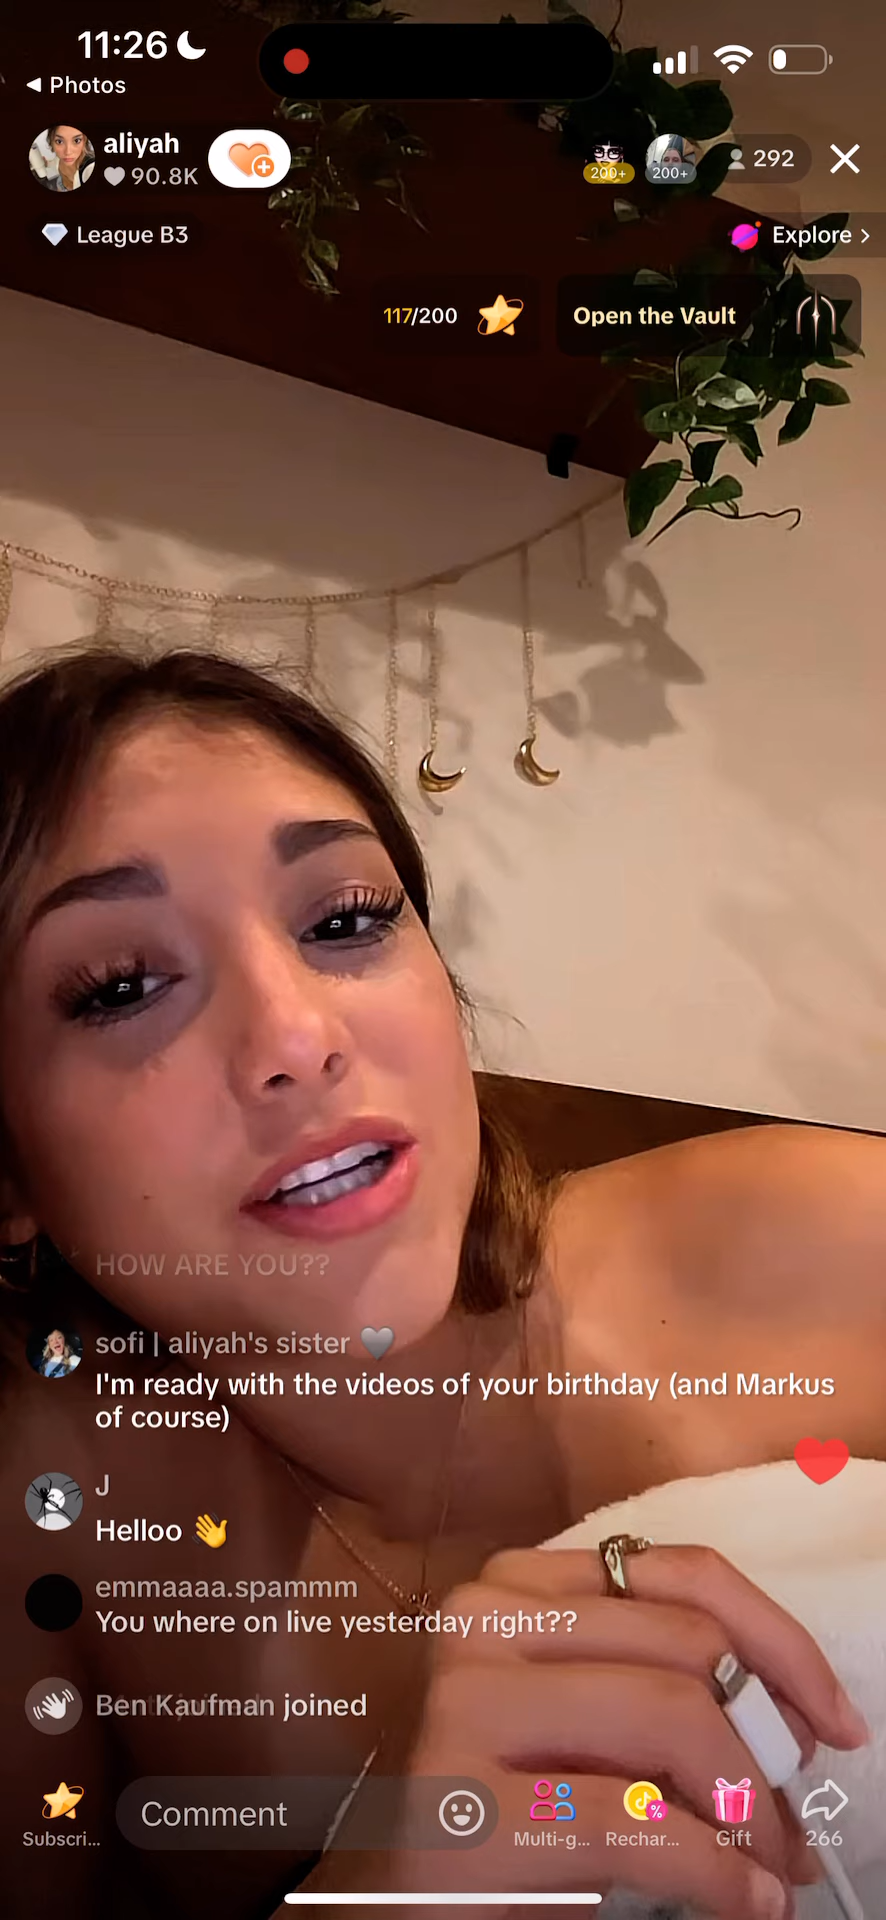 11:26
◀ Photos
aliyah
90.8K
200+
200+
292
League B3
Explore >
117/200
Open the Vault
HOW ARE YOU??
sofi | aliyah's sister 🩶
I'm ready with the videos of your birthday (and Markus
of course)
J
Helloo 👋
emmaaaa.spammm
You where on live yesterday right??
Ben Kaufman joined
Comment
Subscri...
Multi-g...
Rechar...
Gift
266